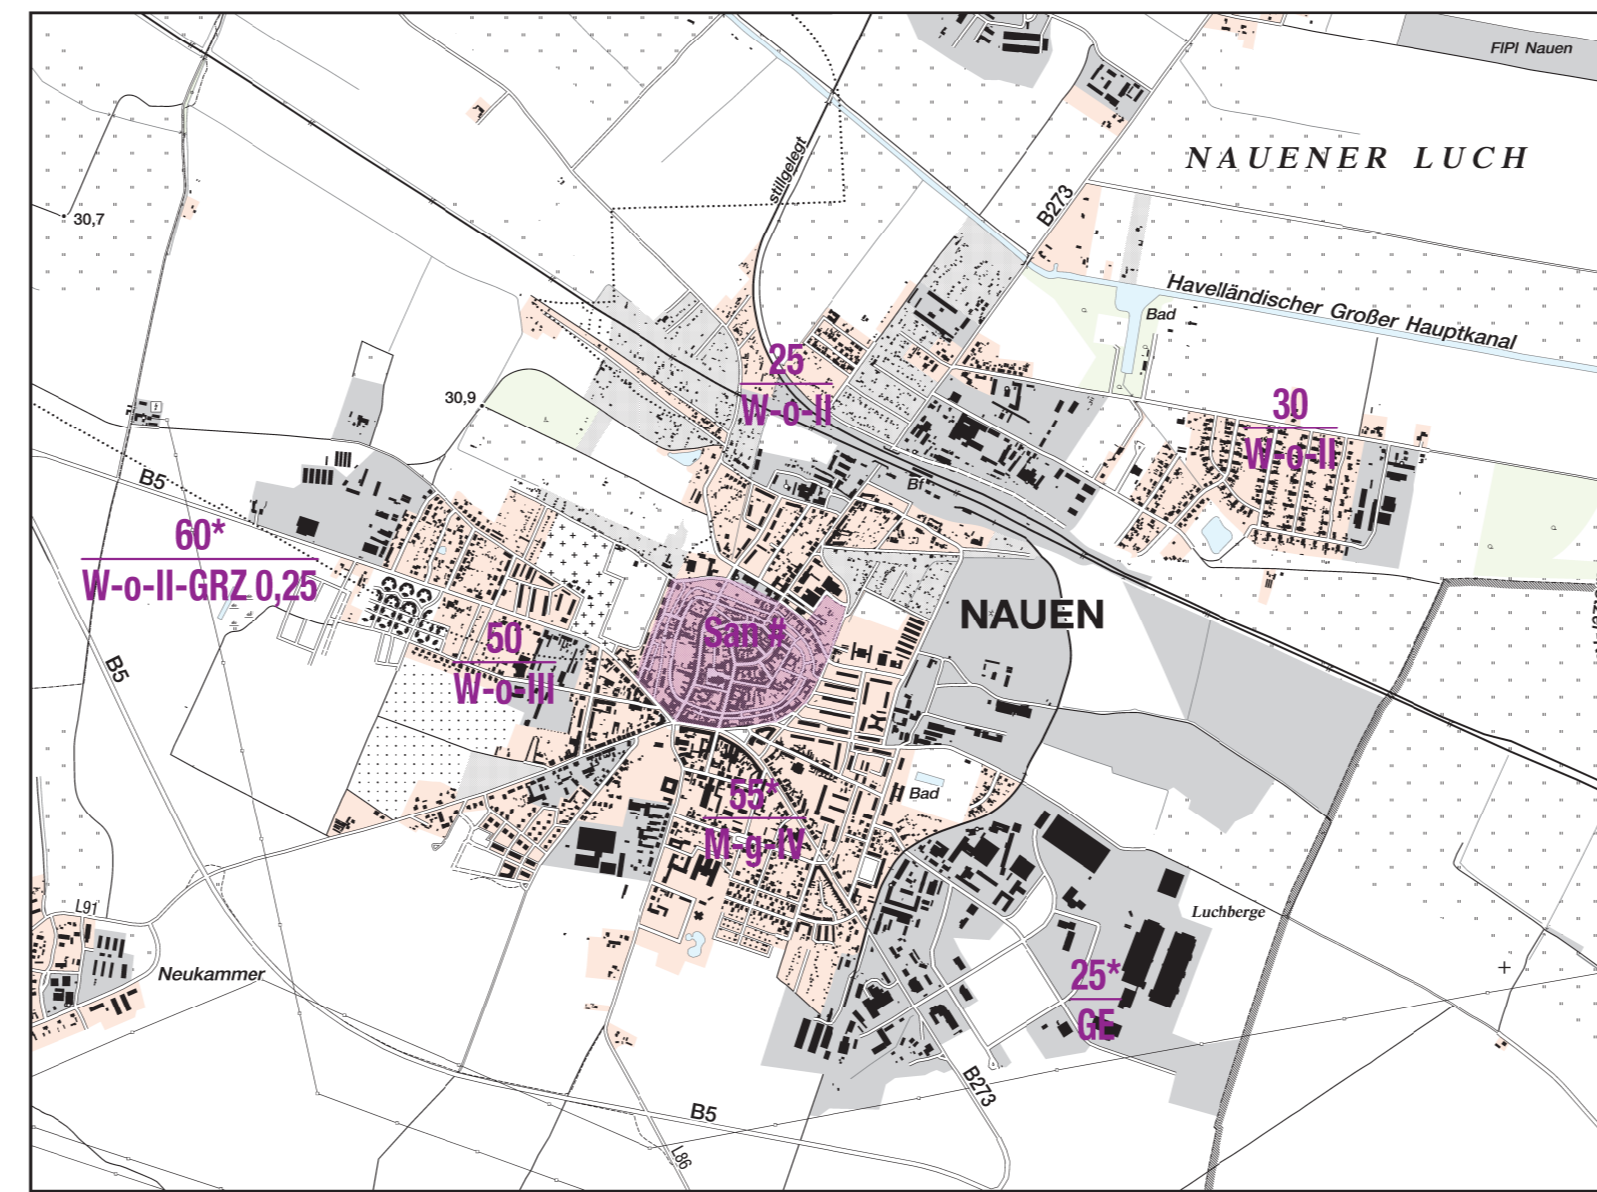 FIPl Nauen
NAUENER LUCH
stillgelegt
B273
30,7
Havelländischer Großer Hauptkanal
Bad
25
W-o-II
30
W-o-II
30,9
Bf
B5
60*
W-o-II-GRZ 0,25
NAUEN
San #
50
W-o-III
B5
55*
M-g-IV
Bad
L91
Luchberge
Neukammer
25*
GE
B273
B5
L86